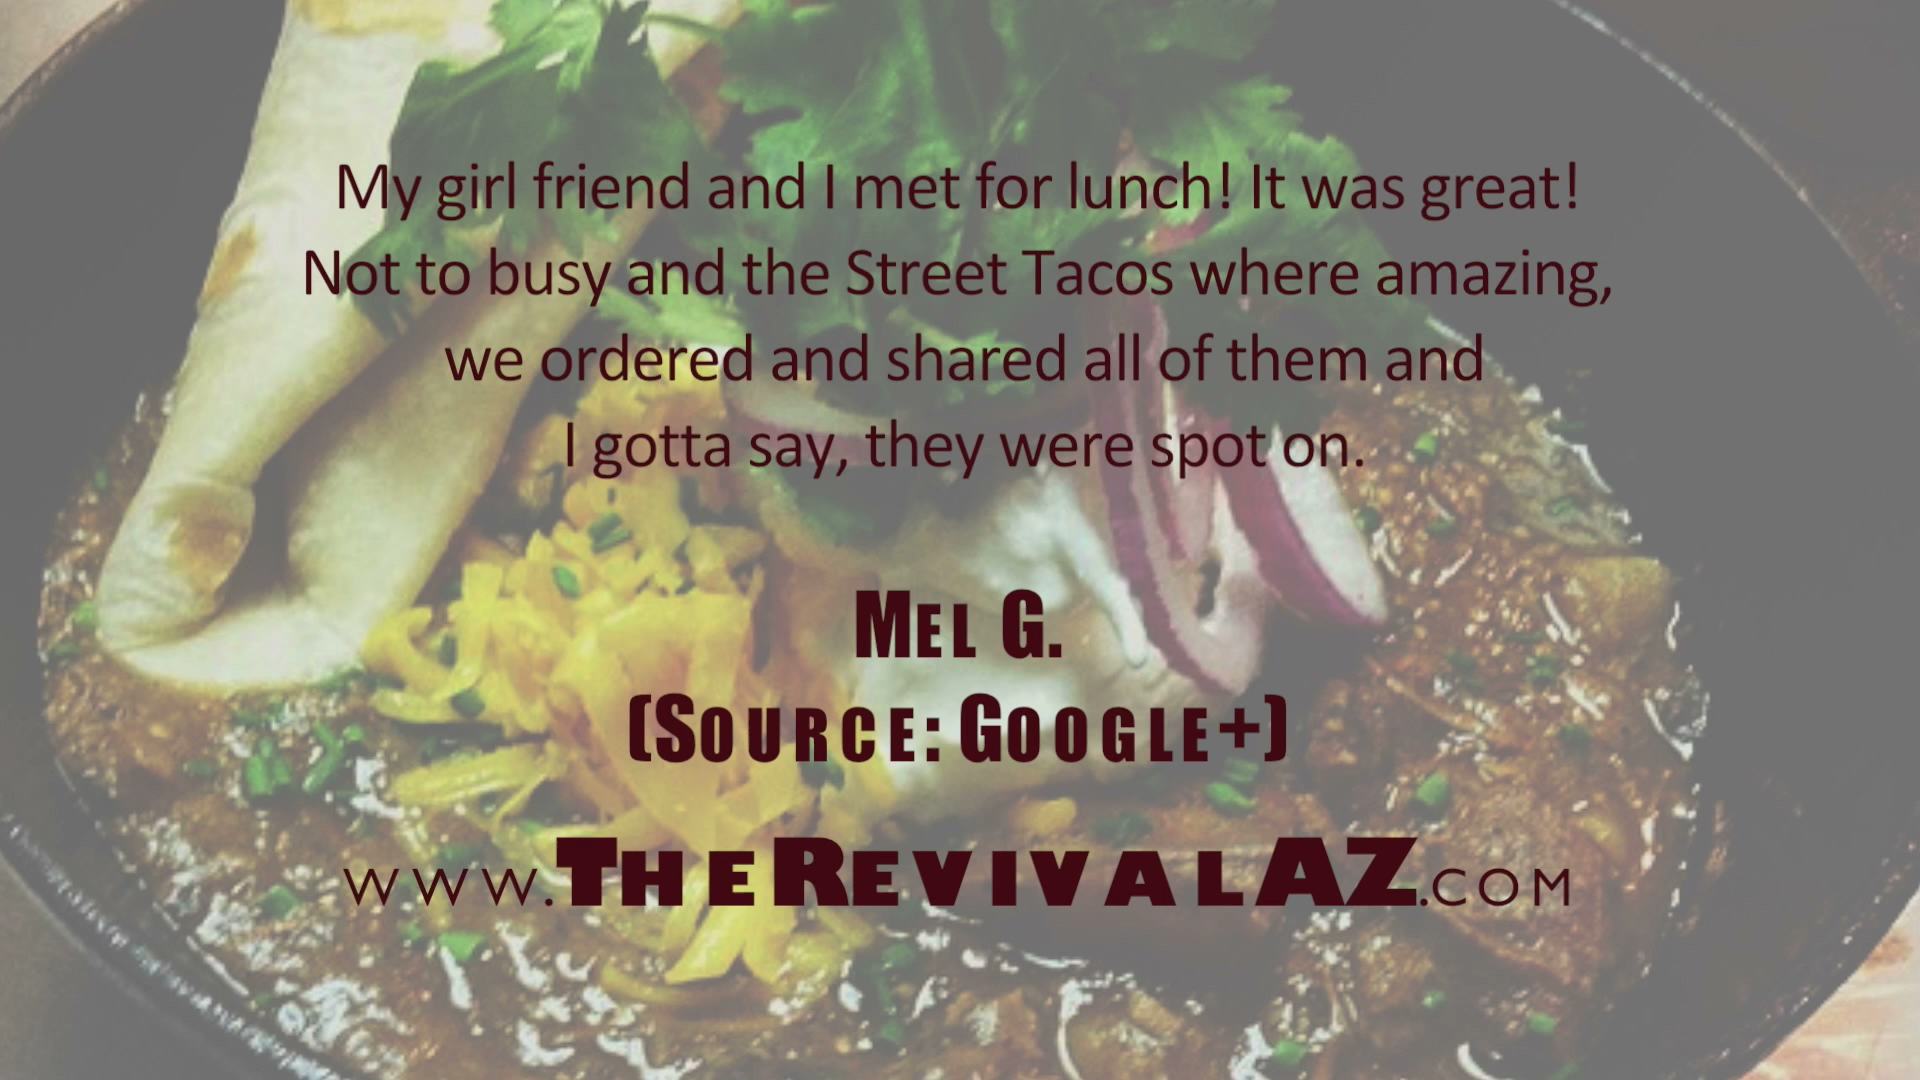 My girl friend and I met for lunch! It was great!
Not to busy and the Street Tacos where amazing,
we ordered and shared all of them and
I gotta say, they were spot on.
Mel G.
(Source: Google+)
www.TheRevivalAZ.com